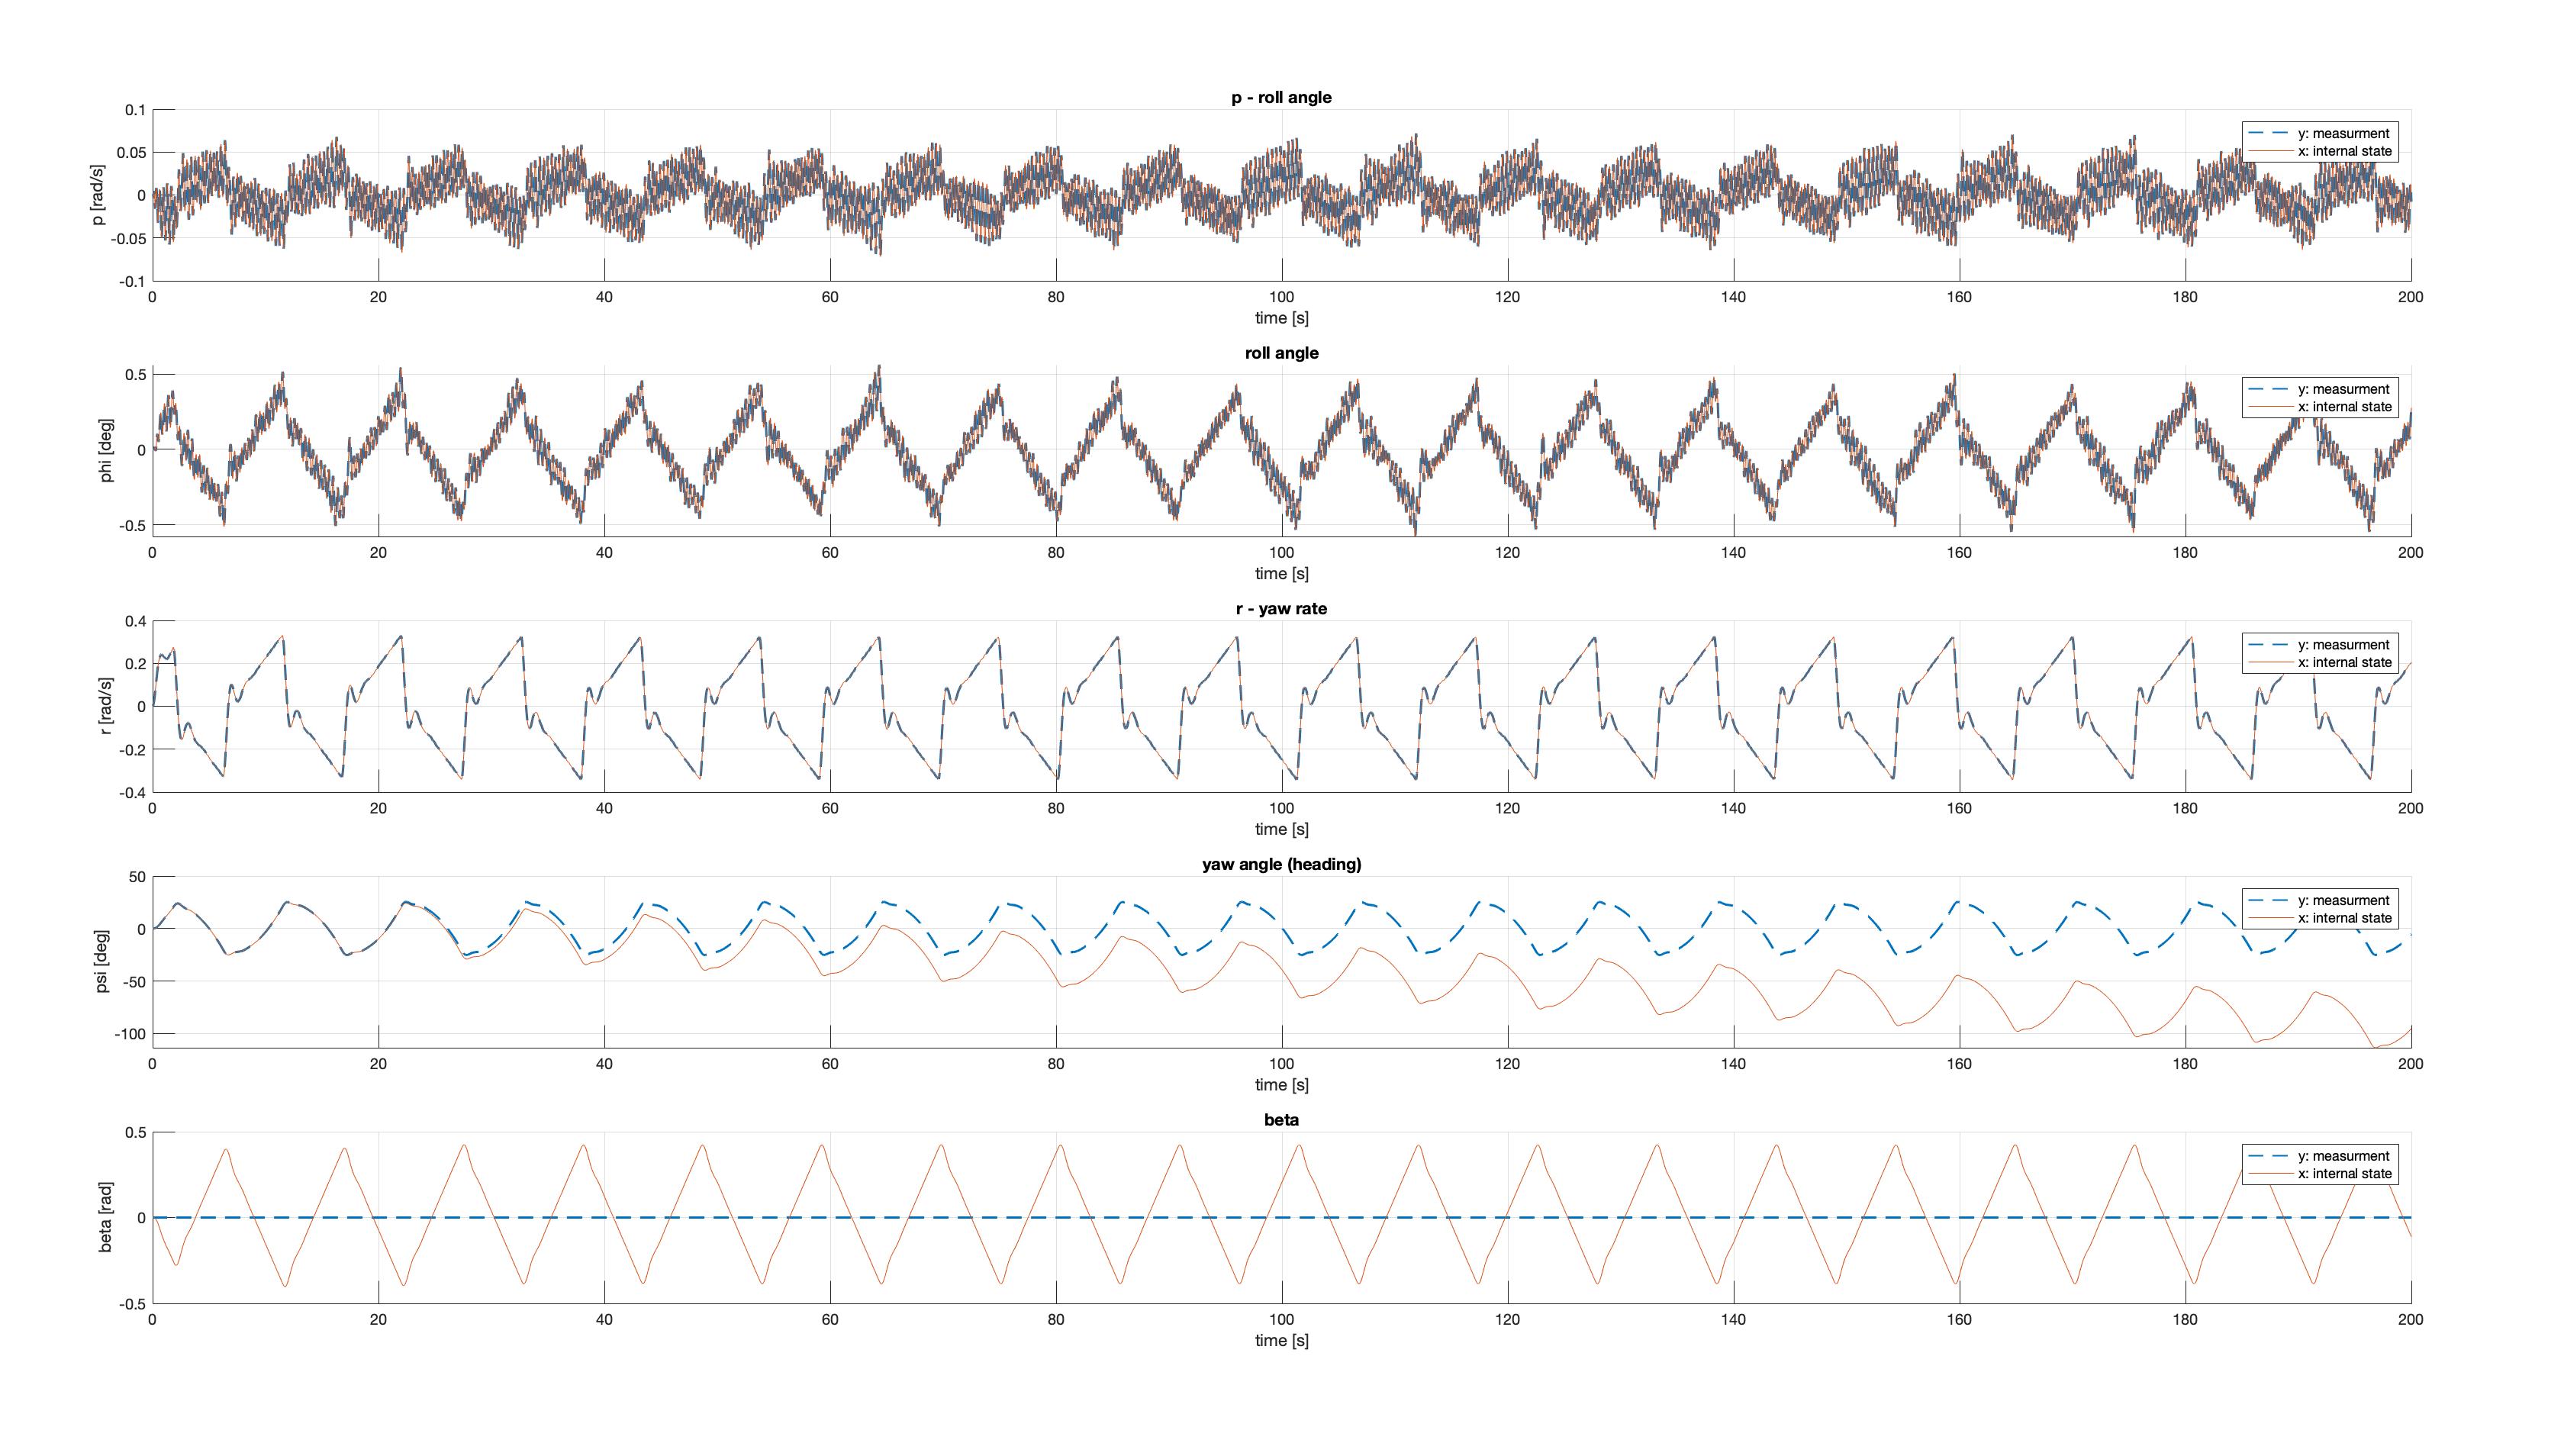 p - roll angle
0.1
0.05
0
-0.05
-0.1
p [rad/s]
y: measurment
x: internal state
0 20 40 60 80 100 120 140 160 180 200
time [s]
roll angle
0.5
0
-0.5
phi [deg]
y: measurment
x: internal state
0 20 40 60 80 100 120 140 160 180 200
time [s]
r - yaw rate
0.4
0.2
0
-0.2
-0.4
r [rad/s]
y: measurment
x: internal state
0 20 40 60 80 100 120 140 160 180 200
time [s]
yaw angle (heading)
50
0
-50
-100
psi [deg]
y: measurment
x: internal state
0 20 40 60 80 100 120 140 160 180 200
time [s]
beta
0.5
0
-0.5
beta [rad]
y: measurment
x: internal state
0 20 40 60 80 100 120 140 160 180 200
time [s]